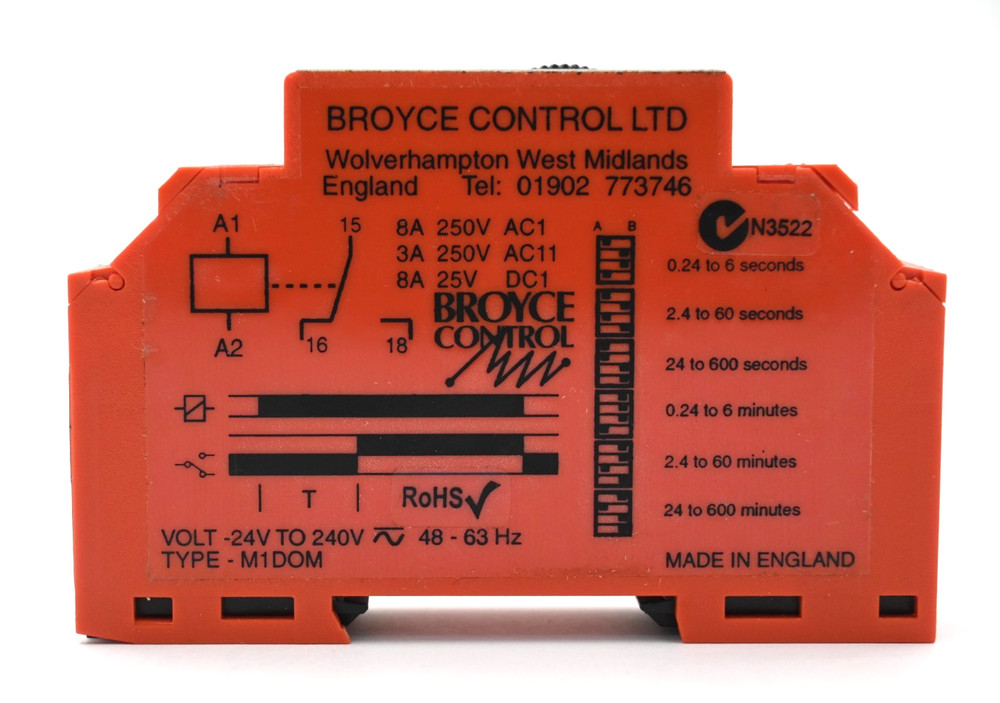 BROYCE CONTROL LTD
Wolverhampton West Midlands
England Tel: 01902 773746
A1
15
8A 250V AC1
3A 250V AC11
8A 25V DC1
A B
N3522
0.24 to 6 seconds
BROYCE
CONTROL
2.4 to 60 seconds
A2
16
18
24 to 600 seconds
0.24 to 6 minutes
2.4 to 60 minutes
T
RoHS
24 to 600 minutes
VOLT -24V TO 240V 48 - 63 Hz
TYPE - M1DOM
MADE IN ENGLAND